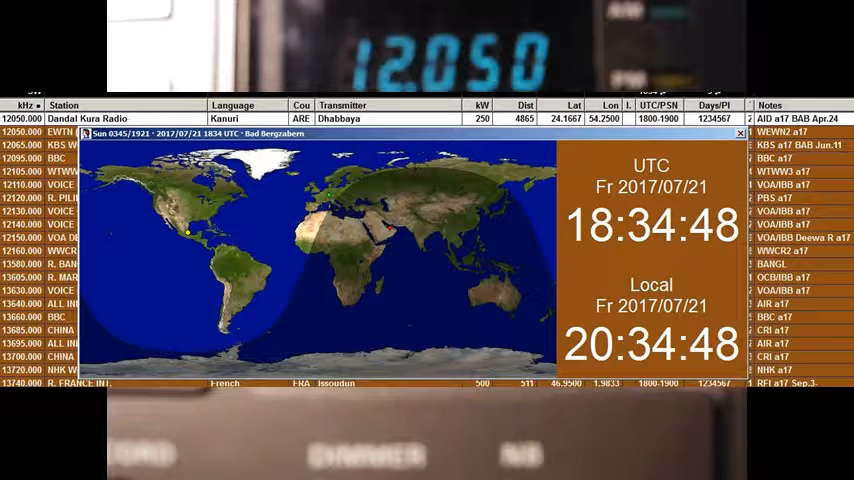 12.050
kHz Station Language Cou Transmitter kW Dist Lat Lon I. UTC/PSN Days/Pl Notes
12050.000 Dandal Kura Radio Kanuri ARE Dhabbaya 250 4865 24.1667 54.2500 1800-1900 1234567 AID a17 BAB Apr.24
12050.000 EWTN WEWN2 a17
Sun 0345/1921 · 2017/07/21 1834 UTC · Bad Bergzabern
12065.000 KBS W KBS a17 BAB Jun.11
12095.000 BBC BBC a17
12105.000 WTWW WTWW3 a17
12110.000 VOICE VOA/IBB a17
12120.000 R. PILI PBS a17
12130.000 VOICE VOA/IBB a17
12140.000 VOICE VOA/IBB a17
12150.000 VOA DE VOA/IBB Deewa R a17
12160.000 WWCR WWCR2 a17
13580.000 R. BAN BANGL
13605.000 R. MAR OCB/IBB a17
13630.000 VOICE VOA/IBB a17
13640.000 ALL IN AIR a17
13660.000 BBC BBC a17
13685.000 CHINA CRI a17
13695.000 ALL IN AIR a17
13700.000 CHINA CRI a17
13720.000 NHK W NHK a17
13740.000 R. FRANCE INT. French FRA Issoudun 500 511 46.9500 1.9833 1800-1900 1234567 RFI a17 Sep.3-
UTC
Fr 2017/07/21
18:34:48
Local
Fr 2017/07/21
20:34:48
DIMMER NB